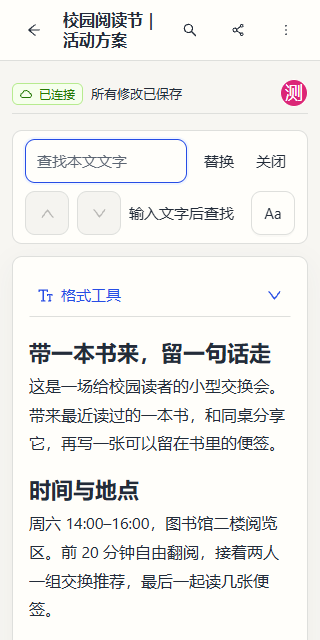 校园阅读节｜
活动方案
已连接
所有修改已保存
测
查找本文文字
替换
关闭
输入文字后查找
Aa
格式工具
带一本书来，留一句话走
这是一场给校园读者的小型交换会。
带来最近读过的一本书，和同桌分享
它，再写一张可以留在书里的便签。
时间与地点
周六 14:00–16:00，图书馆二楼阅览
区。前 20 分钟自由翻阅，接着两人
一组交换推荐，最后一起读几张便
签。